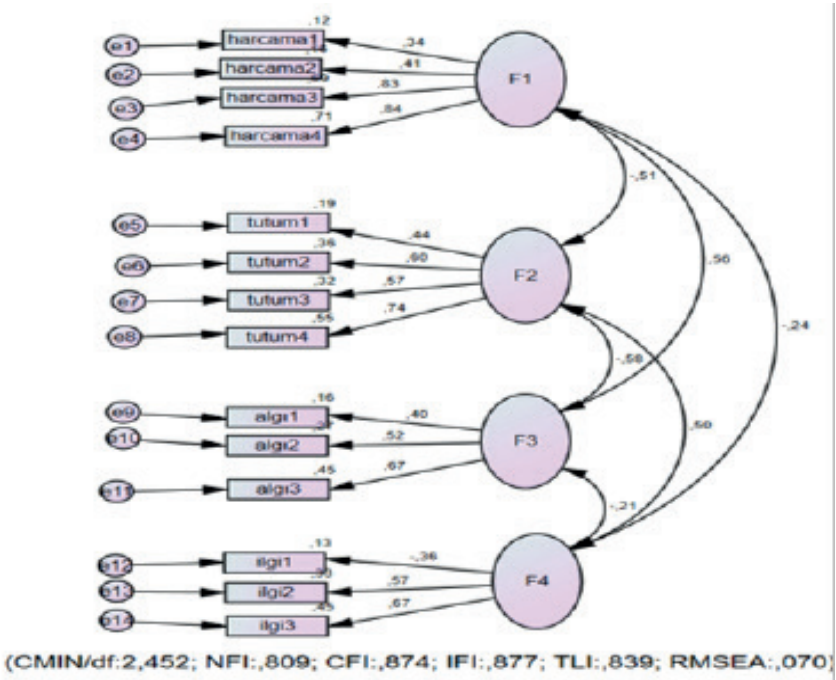 ,12
e1 harcama1 ,34
e2 harcama2 ,41
e3 harcama3 ,83
,71
e4 harcama4 ,84
F1
-,51
,19
e5 tutum1 ,44
,36
e6 tutum2 ,60
,32
e7 tutum3 ,57
,55
e8 tutum4 ,74
F2
,56
-,24
-,58
,16
e9 algı1 ,40
e10 algı2 ,52
,45
e11 algı3 ,67
F3
,50
-,21
,13
e12 ilgi1 -,36
e13 ilgi2 ,57
,45
e14 ilgi3 ,67
F4
(CMIN/df:2,452; NFI:,809; CFI:,874; IFI:,877; TLI:,839; RMSEA:,070)